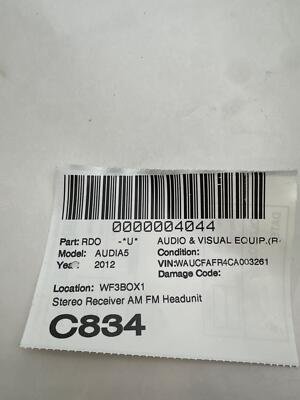 0000004044
Part: RDO -*U* AUDIO & VISUAL EQUIP.(R
Model: AUDIA5 Condition:
Year: 2012 VIN:WAUCFAFR4CA003261
Damage Code:
Location: WF3BOX1
Stereo Receiver AM FM Headunit
C834